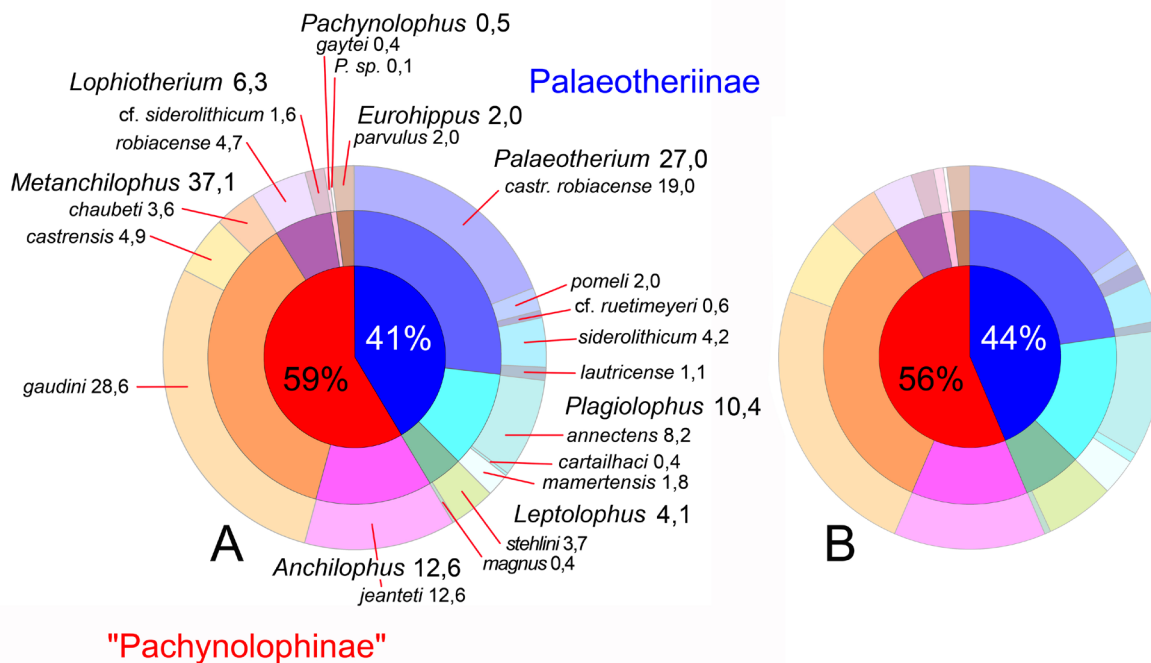 Pachynolophus 0,5
gaytei 0,4
P. sp. 0,1
Palaeotheriinae
Lophiotherium 6,3
cf. siderolithicum 1,6
robiacense 4,7
Eurohippus 2,0
parvulus 2,0
Palaeotherium 27,0
castr. robiacense 19,0
Metanchilophus 37,1
chaubeti 3,6
castrensis 4,9
pomeli 2,0
cf. ruetimeyeri 0,6
siderolithicum 4,2
lautricense 1,1
41%
59%
44%
56%
gaudini 28,6
Plagiolophus 10,4
annectens 8,2
cartailhaci 0,4
mamertensis 1,8
Leptolophus 4,1
stehlini 3,7
magnus 0,4
A
B
Anchilophus 12,6
jeanteti 12,6
"Pachynolophinae"